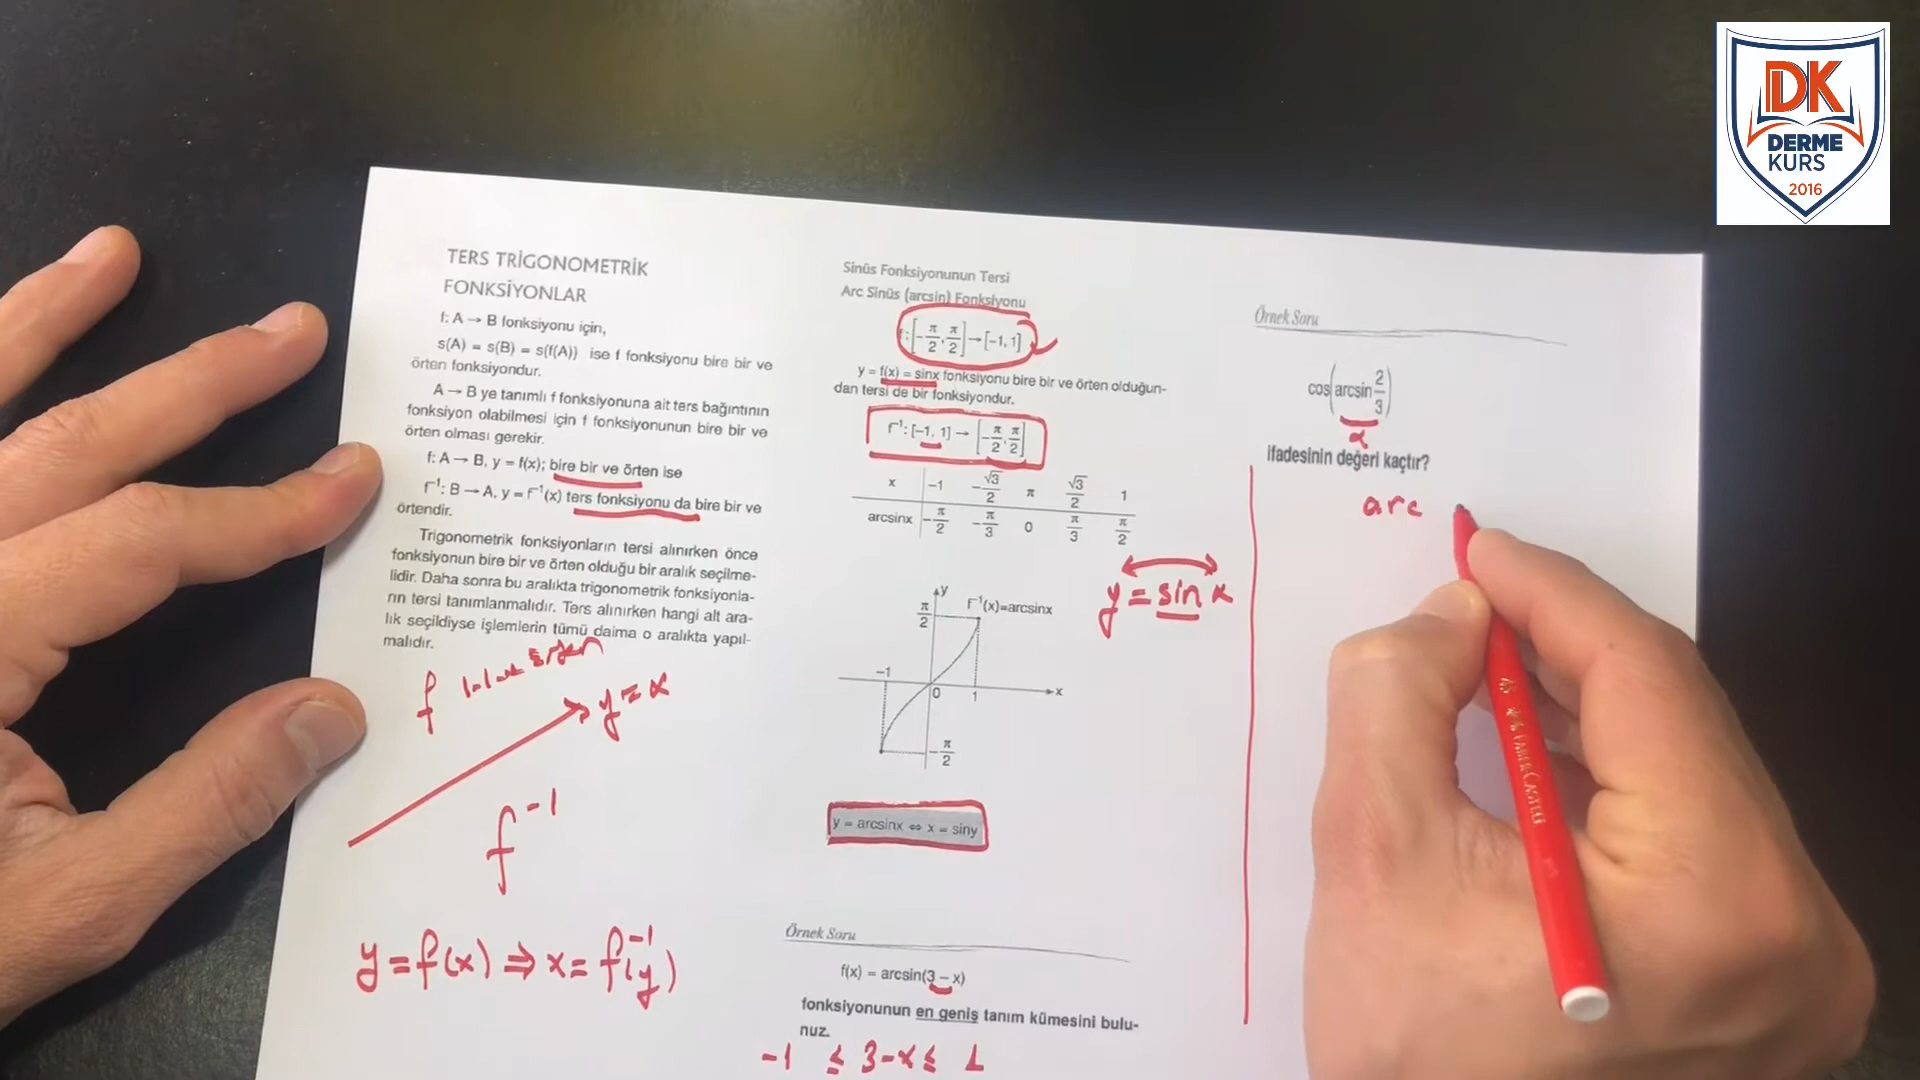 DK
DERME
KURS
2016
TERS TRİGONOMETRİK
FONKSİYONLAR
f: A → B fonksiyonu için,
s(A) = s(B) = s(f(A)) ise f fonksiyonu bire bir ve
örten fonksiyondur.
A → B ye tanımlı f fonksiyonuna ait ters bağıntının
fonksiyon olabilmesi için f fonksiyonunun bire bir ve
örten olması gerekir.
f: A → B, y = f(x); bire bir ve örten ise
f⁻¹: B → A, y = f⁻¹(x) ters fonksiyonu da bire bir ve
örtendir.
Trigonometrik fonksiyonların tersi alınırken önce
fonksiyonun bire bir ve örten olduğu bir aralık seçilme-
lidir. Daha sonra bu aralıkta trigonometrik fonksiyonla-
rın tersi tanımlanmalıdır. Ters alınırken hangi alt ara-
lık seçildiyse işlemlerin tümü daima o aralıkta yapıl-
malıdır.
f 1-1 ve örten
y = x
f⁻¹
y = f(x) ⇒ x = f⁻¹(y)
Sinüs Fonksiyonunun Tersi
Arc Sinüs (arcsin) Fonksiyonu
f: [-π/2, π/2] → [-1, 1]
y = f(x) = sinx fonksiyonu bire bir ve örten olduğun-
dan tersi de bir fonksiyondur.
f⁻¹: [-1, 1] → [-π/2, π/2]
x -1 -√3/2 π √3/2 1
arcsinx -π/2 -π/3 0 π/3 π/2
y = sin x
y
π/2
f⁻¹(x)=arcsinx
-1
0 1 x
-π/2
y = arcsinx ⇔ x = siny
Örnek Soru
f(x) = arcsin(3 - x)
fonksiyonunun en geniş tanım kümesini bulu-
nuz.
-1 ≤ 3-x ≤ 1
Örnek Soru
cos(arcsin 2/3)
α
ifadesinin değeri kaçtır?
arc
FABER CASTELL